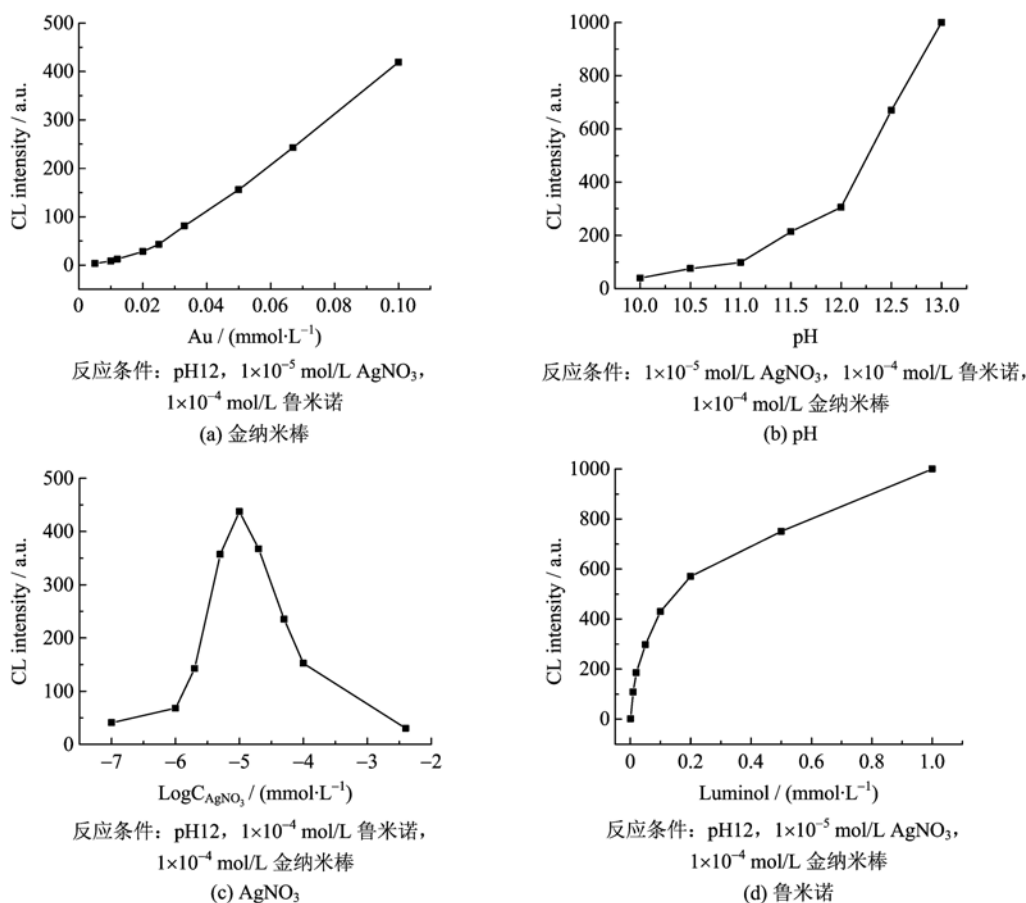 500
400
300
200
100
0
CL intensity / a.u.
0 0.02 0.04 0.06 0.08 0.10
Au / (mmol·L⁻¹)
反应条件：pH12，1×10⁻⁵ mol/L AgNO₃，
1×10⁻⁴ mol/L 鲁米诺
(a) 金纳米棒
1000
800
600
400
200
0
CL intensity / a.u.
10.0 10.5 11.0 11.5 12.0 12.5 13.0
pH
反应条件：1×10⁻⁵ mol/L AgNO₃，1×10⁻⁴ mol/L 鲁米诺，
1×10⁻⁴ mol/L 金纳米棒
(b) pH
500
400
300
200
100
0
CL intensity / a.u.
−7 −6 −5 −4 −3 −2
LogC_AgNO₃ / (mmol·L⁻¹)
反应条件：pH12，1×10⁻⁴ mol/L 鲁米诺，
1×10⁻⁴ mol/L 金纳米棒
(c) AgNO₃
1000
800
600
400
200
0
CL intensity / a.u.
0 0.2 0.4 0.6 0.8 1.0
Luminol / (mmol·L⁻¹)
反应条件：pH12，1×10⁻⁵ mol/L AgNO₃，
1×10⁻⁴ mol/L 金纳米棒
(d) 鲁米诺